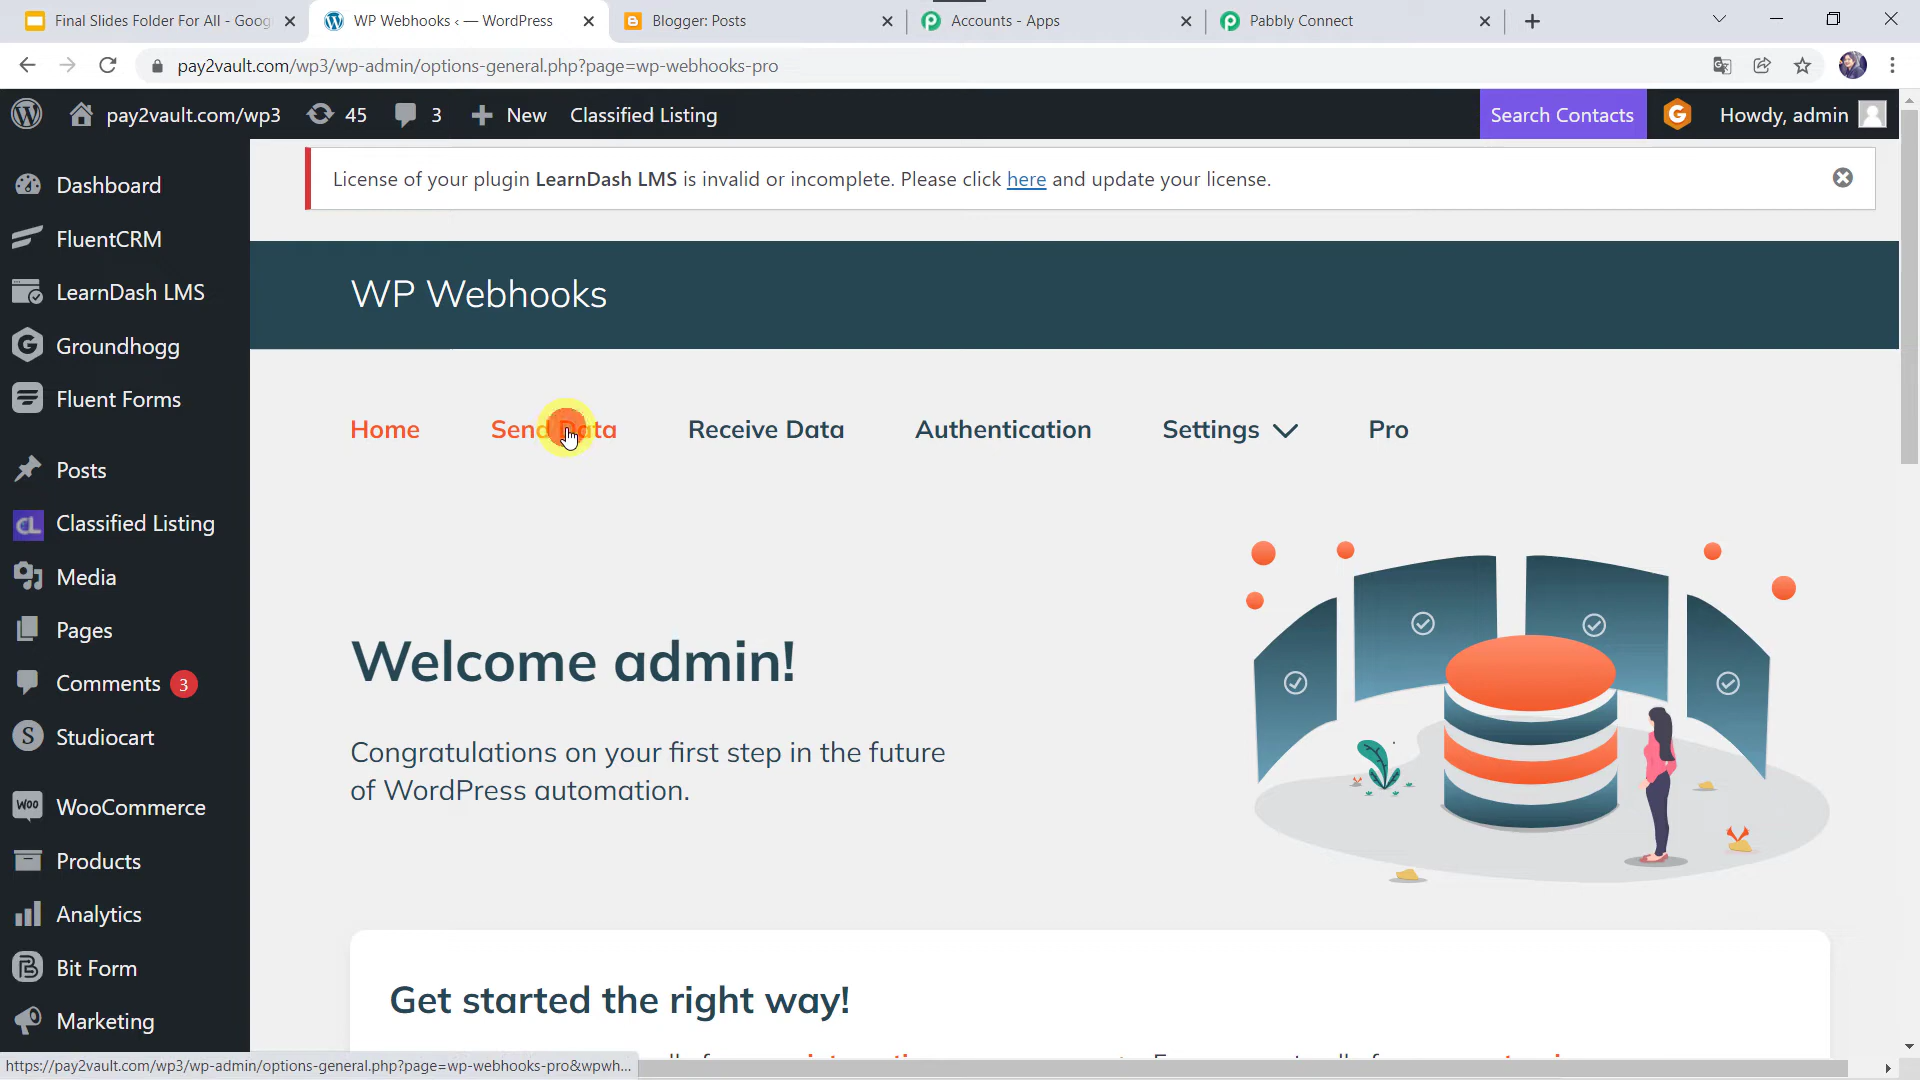 Final Slides Folder For All - Goog
WP Webhooks ‹ — WordPress
Blogger: Posts
Accounts - Apps
Pabbly Connect
pay2vault.com/wp3/wp-admin/options-general.php?page=wp-webhooks-pro
pay2vault.com/wp3
45
3
New
Classified Listing
Search Contacts
Howdy, admin
Dashboard
FluentCRM
LearnDash LMS
Groundhogg
Fluent Forms
Posts
Classified Listing
Media
Pages
Comments 3
Studiocart
WooCommerce
Products
Analytics
Bit Form
Marketing
License of your plugin LearnDash LMS is invalid or incomplete. Please click here and update your license.
WP Webhooks
Home
Send Data
Receive Data
Authentication
Settings
Pro
Welcome admin!
Congratulations on your first step in the future
of WordPress automation.
Get started the right way!
https://pay2vault.com/wp3/wp-admin/options-general.php?page=wp-webhooks-pro&wpwh...